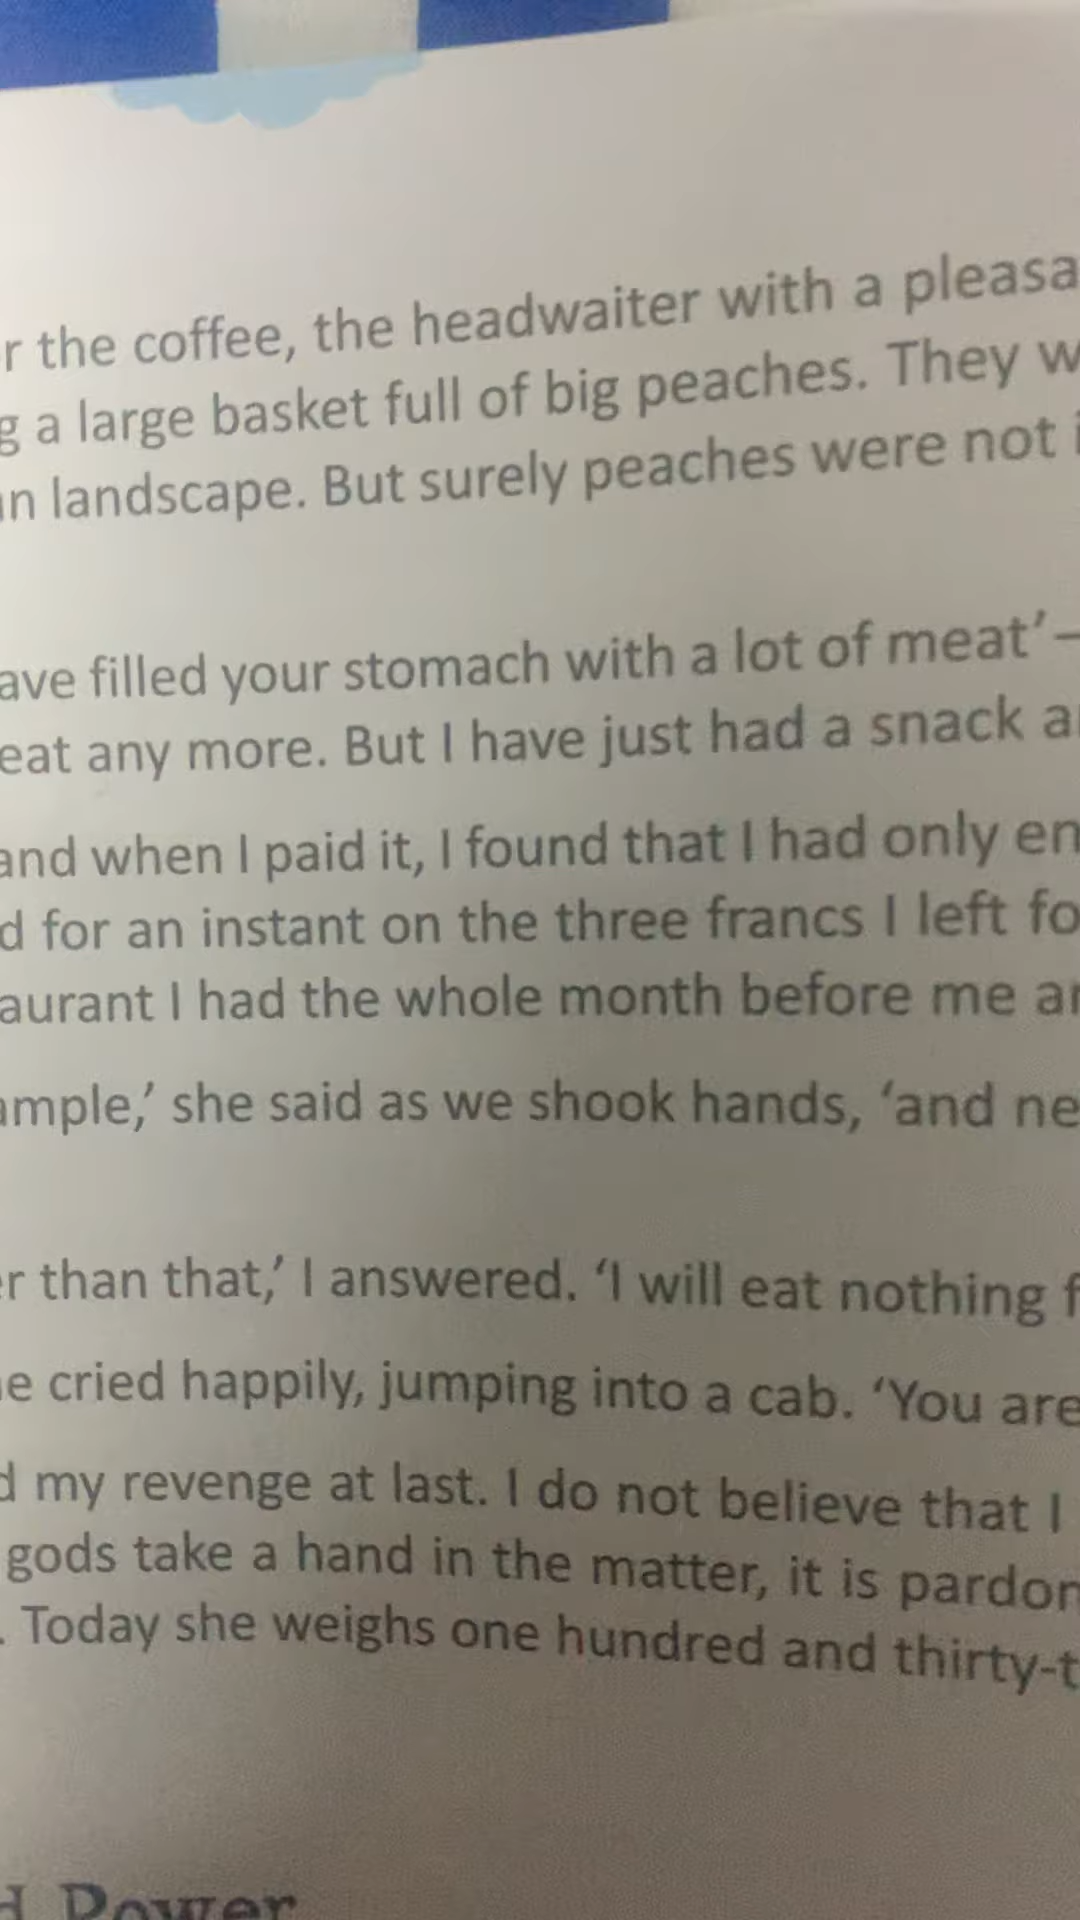 r the coffee, the headwaiter with a pleasa
g a large basket full of big peaches. They w
an landscape. But surely peaches were not i
ave filled your stomach with a lot of meat’–
eat any more. But I have just had a snack a
and when I paid it, I found that I had only en
d for an instant on the three francs I left fo
aurant I had the whole month before me a
ample,’ she said as we shook hands, ‘and ne
er than that,’ I answered. ‘I will eat nothing f
e cried happily, jumping into a cab. ‘You are
d my revenge at last. I do not believe that I
gods take a hand in the matter, it is pardon
. Today she weighs one hundred and thirty-t
d Power